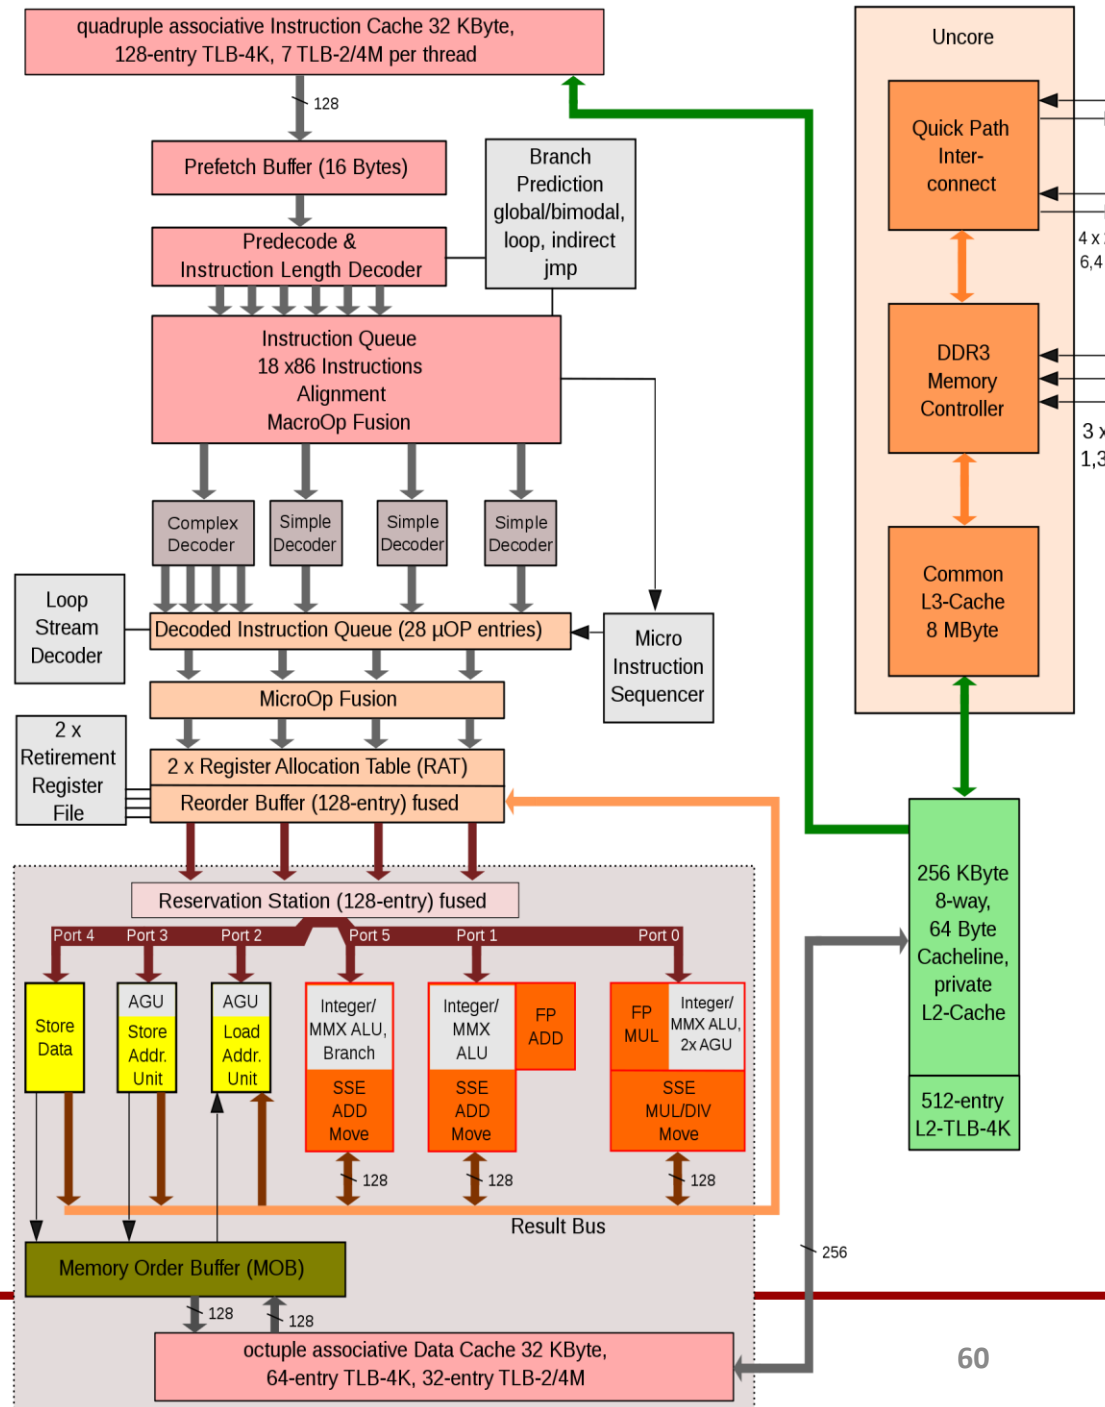 quadruple associative Instruction Cache 32 KByte,
128-entry TLB-4K, 7 TLB-2/4M per thread
128
Prefetch Buffer (16 Bytes)
Predecode &
Instruction Length Decoder
Branch
Prediction
global/bimodal,
loop, indirect
jmp
Instruction Queue
18 x86 Instructions
Alignment
MacroOp Fusion
Complex
Decoder
Simple
Decoder
Simple
Decoder
Simple
Decoder
Loop
Stream
Decoder
Decoded Instruction Queue (28 µOP entries)
Micro
Instruction
Sequencer
MicroOp Fusion
2 x
Retirement
Register
File
2 x Register Allocation Table (RAT)
Reorder Buffer (128-entry) fused
Reservation Station (128-entry) fused
Port 4
Port 3
Port 2
Port 5
Port 1
Port 0
Store
Data
AGU
Store
Addr.
Unit
AGU
Load
Addr.
Unit
Integer/
MMX ALU,
Branch
SSE
ADD
Move
Integer/
MMX
ALU
FP
ADD
SSE
ADD
Move
FP
MUL
Integer/
MMX ALU,
2x AGU
SSE
MUL/DIV
Move
128
128
128
Result Bus
Memory Order Buffer (MOB)
128
128
octuple associative Data Cache 32 KByte,
64-entry TLB-4K, 32-entry TLB-2/4M
256
Uncore
Quick Path
Inter-
connect
4 x
6,4
DDR3
Memory
Controller
3 x
1,3
Common
L3-Cache
8 MByte
256 KByte
8-way,
64 Byte
Cacheline,
private
L2-Cache
512-entry
L2-TLB-4K
60